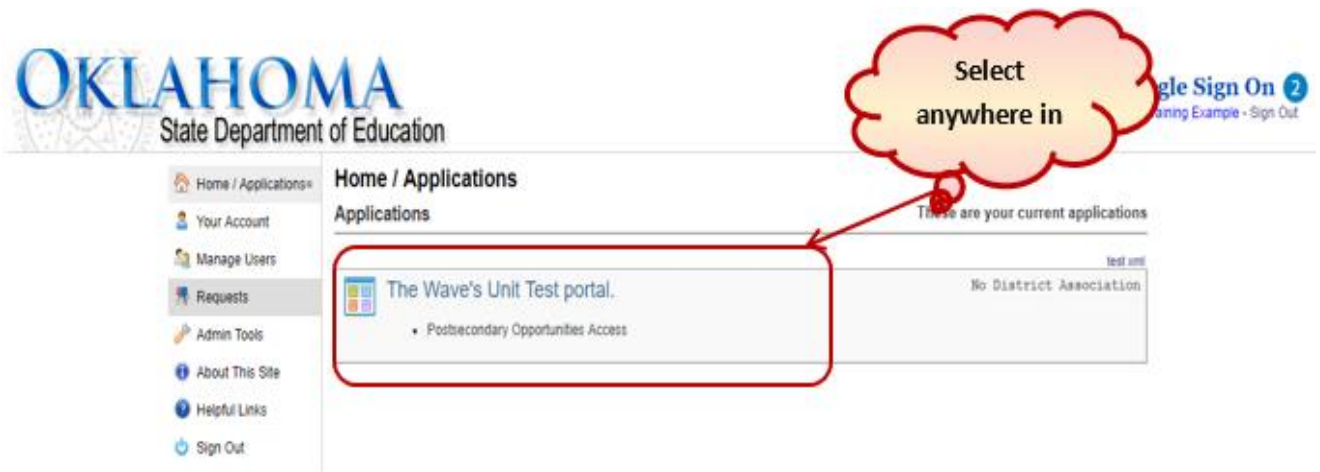 OKLAHOMA
State Department of Education
Select
anywhere in
gle Sign On 2
aining Example - Sign Out
Home / Applications
Your Account
Manage Users
Requests
Admin Tools
About This Site
Helpful Links
Sign Out
Home / Applications
Applications
These are your current applications
test xml
The Wave's Unit Test portal.
No District Association
• Postsecondary Opportunities Access